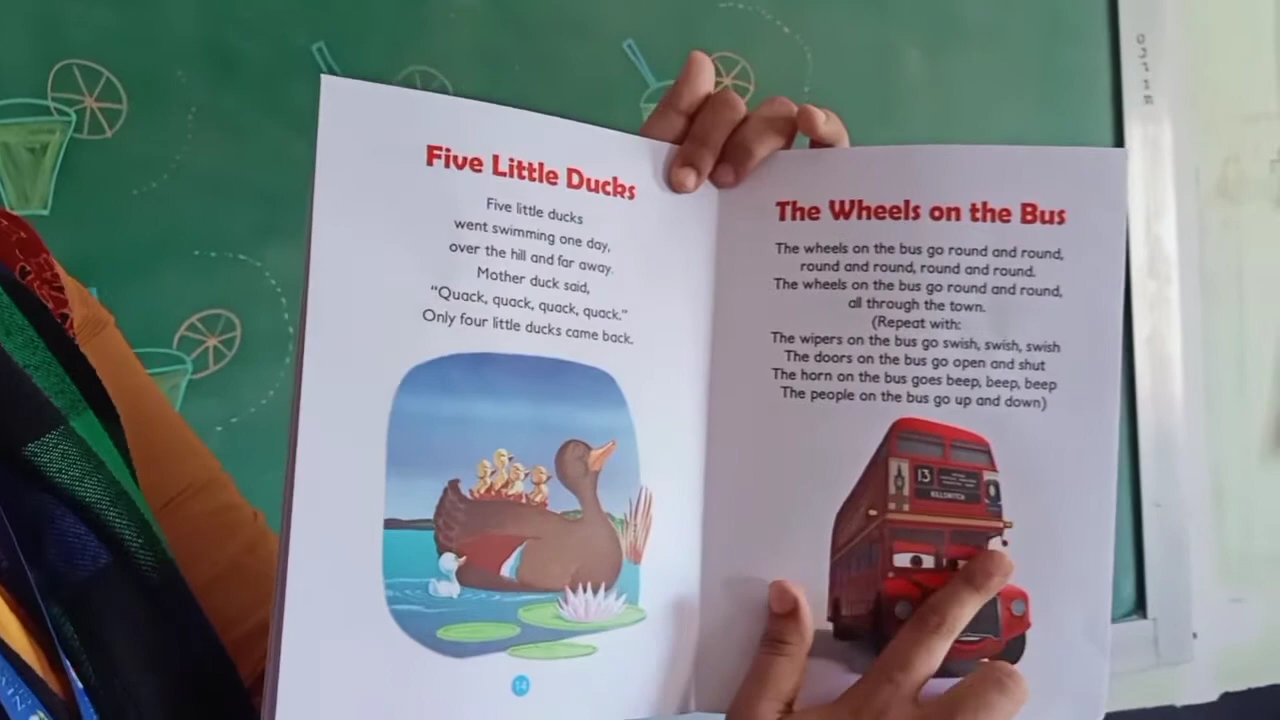 Five Little Ducks
Five little ducks
went swimming one day,
over the hill and far away.
Mother duck said,
"Quack, quack, quack, quack."
Only four little ducks came back.
14
The Wheels on the Bus
The wheels on the bus go round and round,
round and round, round and round.
The wheels on the bus go round and round,
all through the town.
(Repeat with:
The wipers on the bus go swish, swish, swish
The doors on the bus go open and shut
The horn on the bus goes beep, beep, beep
The people on the bus go up and down)
13